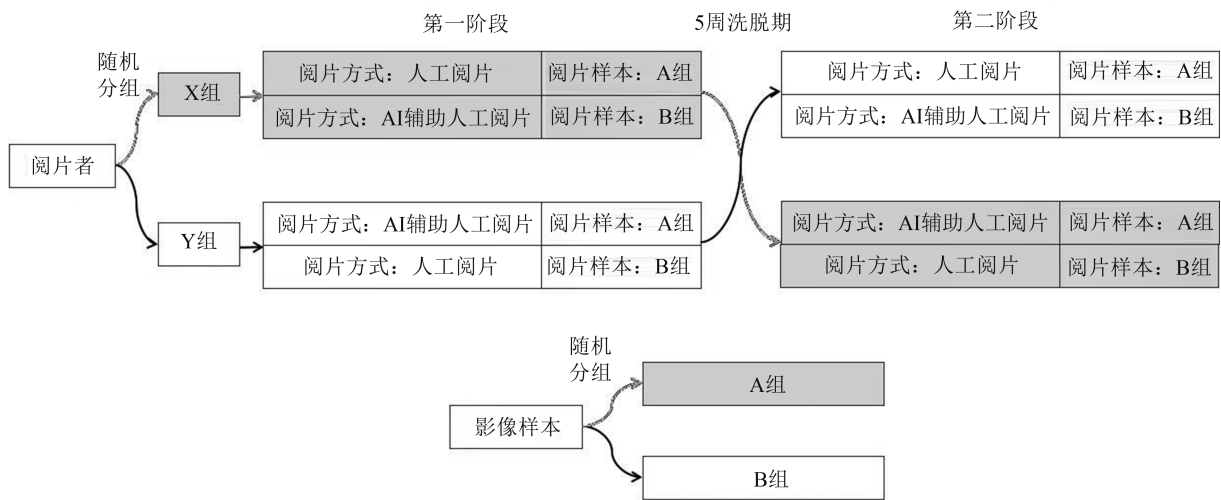 第一阶段
5周洗脱期
第二阶段
随机
分组
X组
阅片方式：人工阅片
阅片样本：A组
阅片方式：AI辅助人工阅片
阅片样本：B组
阅片方式：人工阅片
阅片样本：A组
阅片方式：AI辅助人工阅片
阅片样本：B组
阅片者
Y组
阅片方式：AI辅助人工阅片
阅片样本：A组
阅片方式：人工阅片
阅片样本：B组
阅片方式：AI辅助人工阅片
阅片样本：A组
阅片方式：人工阅片
阅片样本：B组
随机
分组
A组
影像样本
B组